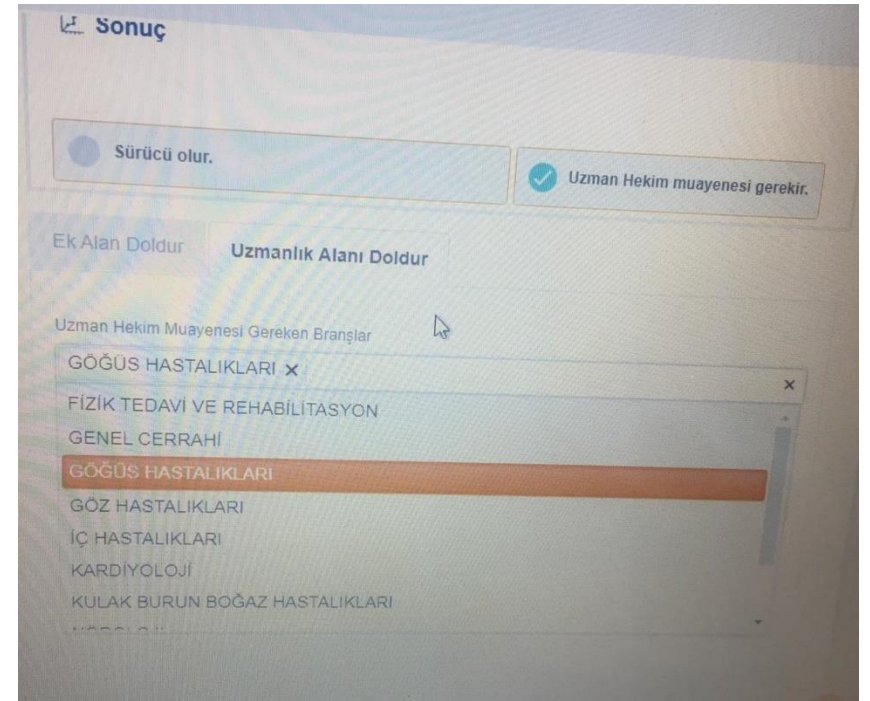 Sonuç
Sürücü olur.
Uzman Hekim muayenesi gerekir.
Ek Alan Doldur
Uzmanlık Alanı Doldur
Uzman Hekim Muayenesi Gereken Branşlar
GÖĞÜS HASTALIKLARI ×
×
FİZİK TEDAVİ VE REHABİLİTASYON
GENEL CERRAHİ
GÖĞÜS HASTALIKLARI
GÖZ HASTALIKLARI
İÇ HASTALIKLARI
KARDİYOLOJİ
KULAK BURUN BOĞAZ HASTALIKLARI